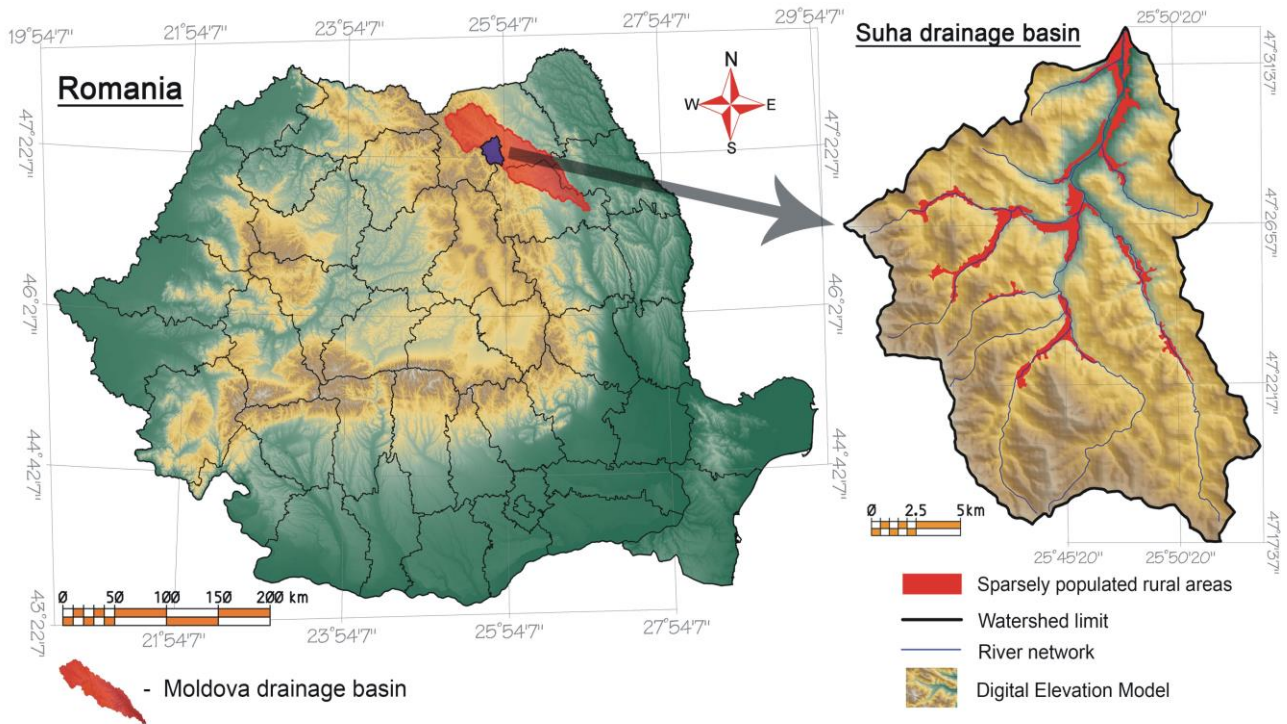 19°54'7"
21°54'7"
23°54'7"
25°54'7"
27°54'7"
29°54'7"
Romania
N
W
E
S
47°22'7"
47°22'7"
46°2'7"
46°2'7"
44°42'7"
44°42'7"
43°22'7"
21°54'7"
23°54'7"
25°54'7"
27°54'7"
0 50 100 150 200 km
- Moldova drainage basin
Suha drainage basin
25°50'20"
47°31'37"
47°26'57"
47°22'17"
47°17'37"
0 2.5 5km
25°45'20"
25°50'20"
Sparsely populated rural areas
Watershed limit
River network
Digital Elevation Model